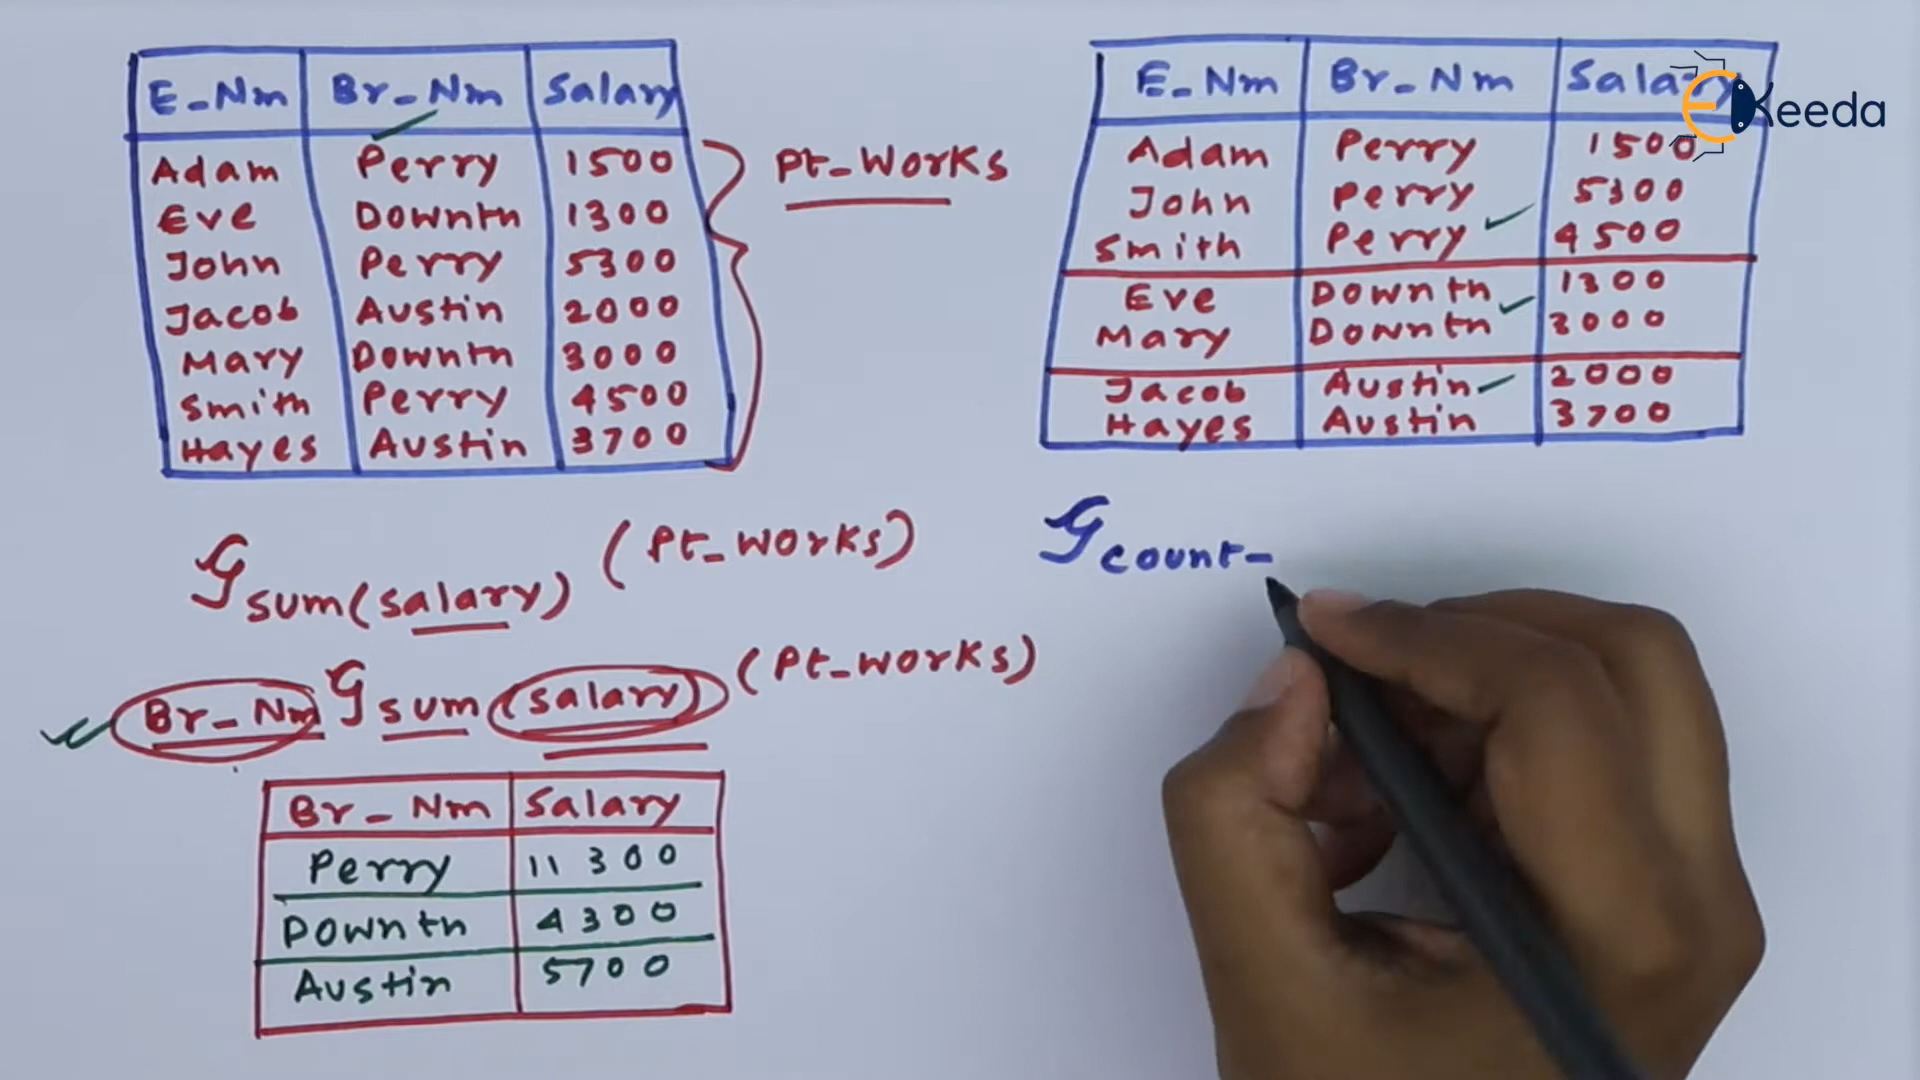 E_Nm Br_Nm Salary
Adam Perry 1500
Eve Downtn 1300
John Perry 5300
Jacob Austin 2000
Mary Downtn 3000
Smith Perry 4500
Hayes Austin 3700
Pt_Works
E_Nm Br_Nm Salary
Adam Perry 1500
John Perry 5300
Smith Perry 4500
Eve Downtn 1300
Mary Downtn 3000
Jacob Austin 2000
Hayes Austin 3700
EKeeda
G sum(salary) (Pt_Works)
Br_Nm G sum (salary) (Pt_Works)
Br_Nm Salary
Perry 11300
Downtn 4300
Austin 5700
G count-